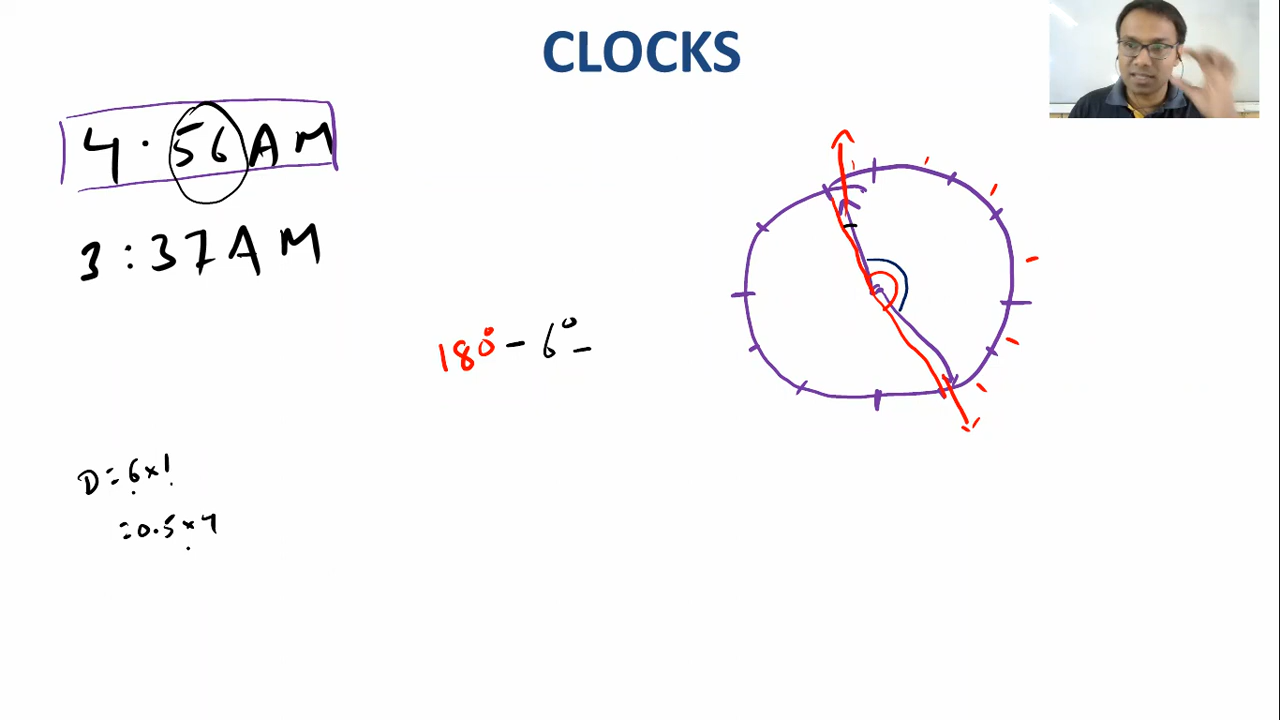 CLOCKS
4.56 AM
3:37 AM
180° - 6° -
D = 6 × 1
= 0.5 × 4